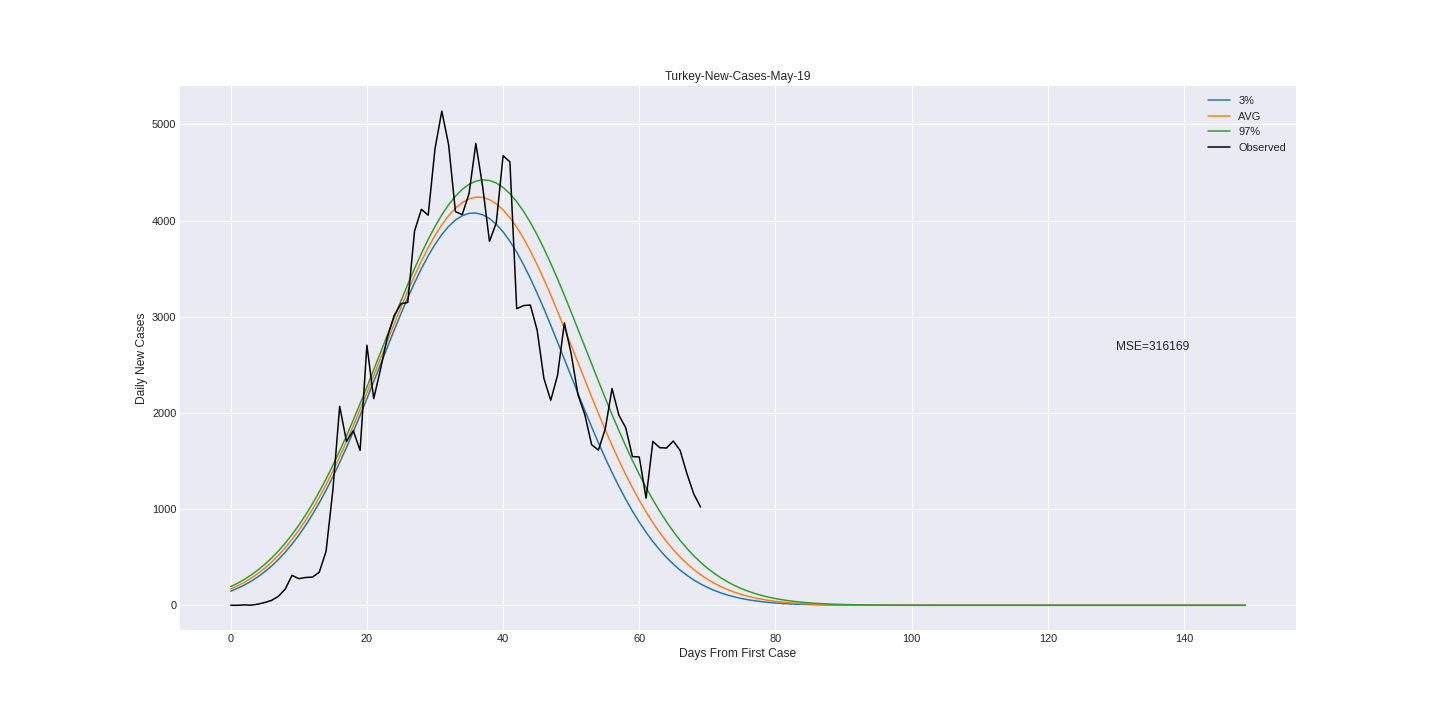 Turkey-New-Cases-May-19
3%
AVG
97%
Observed
5000
4000
3000
2000
1000
0
Daily New Cases
MSE=316169
0 20 40 60 80 100 120 140
Days From First Case